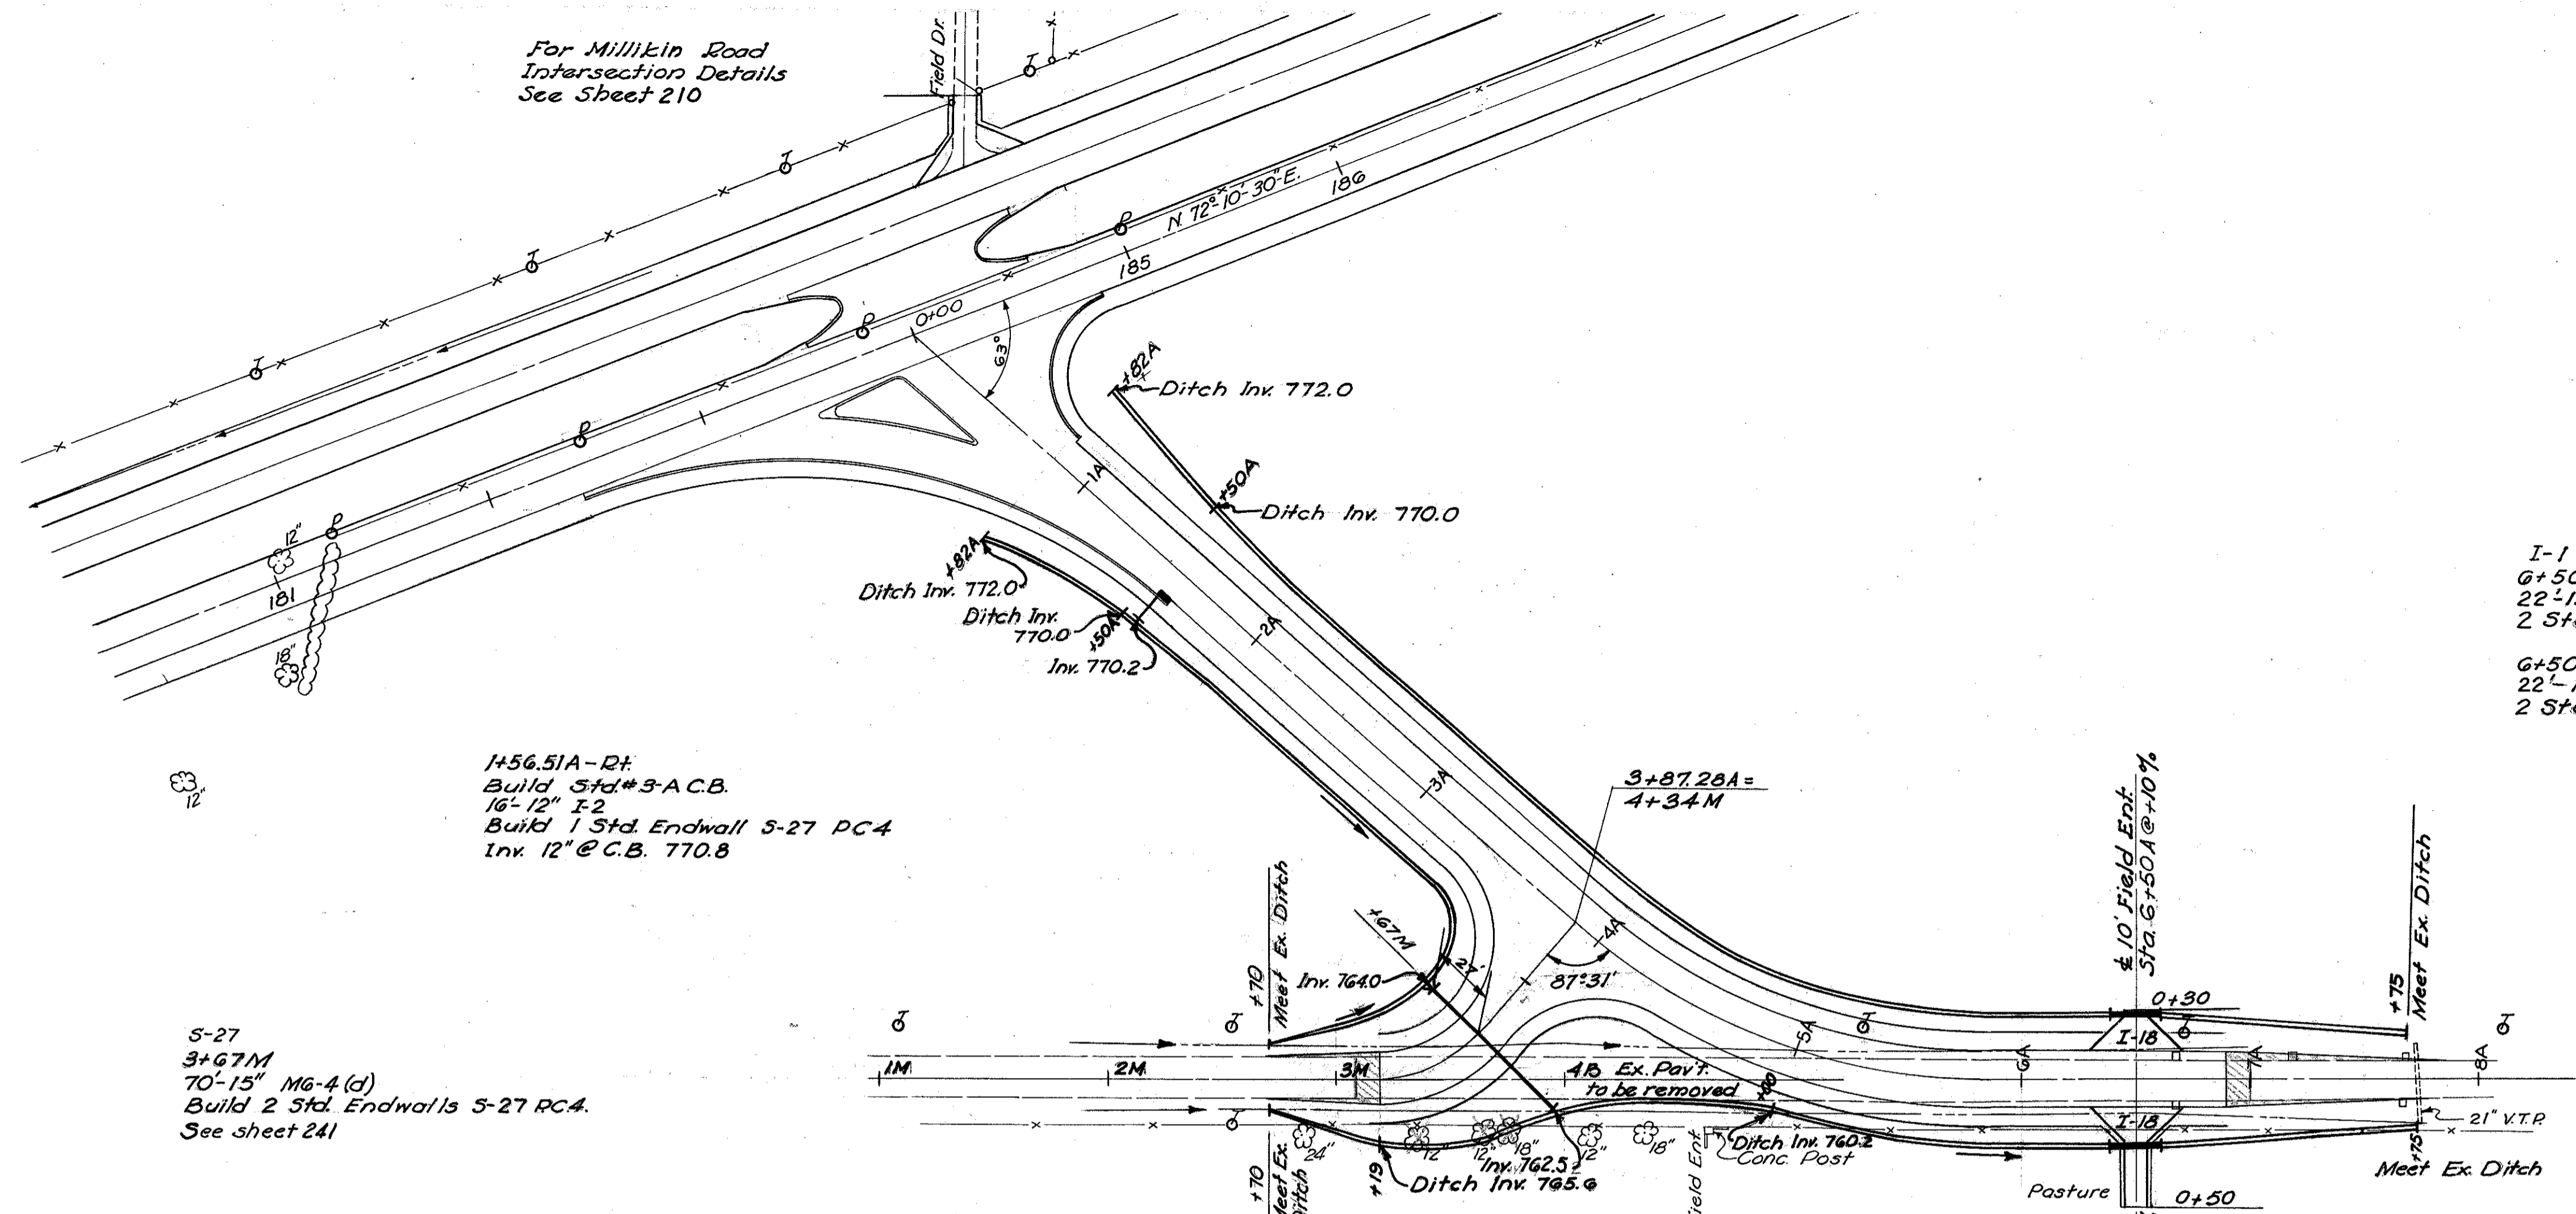 For Millikin Road
Intersection Details
See Sheet 210
Field Dr.
T
T
T
T
T
N. 72°-10'-30"E.
186
185
P
P
P
P
0+00
63°
+82A
Ditch Inv. 772.0
+50A
Ditch Inv. 770.0
1A
2A
3A
4A
5A
6A
7A
8A
12"
181
18"
12"
+82A
Ditch Inv. 772.0
Ditch Inv.
770.0
+50A
Inv. 770.2
I-1
6+50
2 St
6+50
2 St
1+56.51A-Rt.
Build Std.#3-A C.B.
16'-12" I-2
Build 1 Std. Endwall S-27 PC4
Inv. 12" @ C.B. 770.8
3+87.28A=
4+34M
₵ 10' Field Ent.
Sta. 6+50A @+10%
+75
Meet Ex. Ditch
+70
Meet Ex. Ditch
+67M
27'
Inv. 764.0
87°31'
0+30
I-18
T
T
T
T
T
T
S-27
3+67M
70'-15" M6-4(d)
Build 2 Std. Endwalls S-27 PC4.
See sheet 241
1M
2M
3M
4B Ex. Pav't.
to be removed
I-18
21" V.T.P.
+75
Meet Ex. Ditch
24"
12"
12"
18"
12"
18"
Inv. 762.5
Ditch Inv. 765.6
+19
+70
Meet Ex.
Ditch
Ditch Inv. 760.2
Conc. Post
Field Ent.
Pasture
0+50